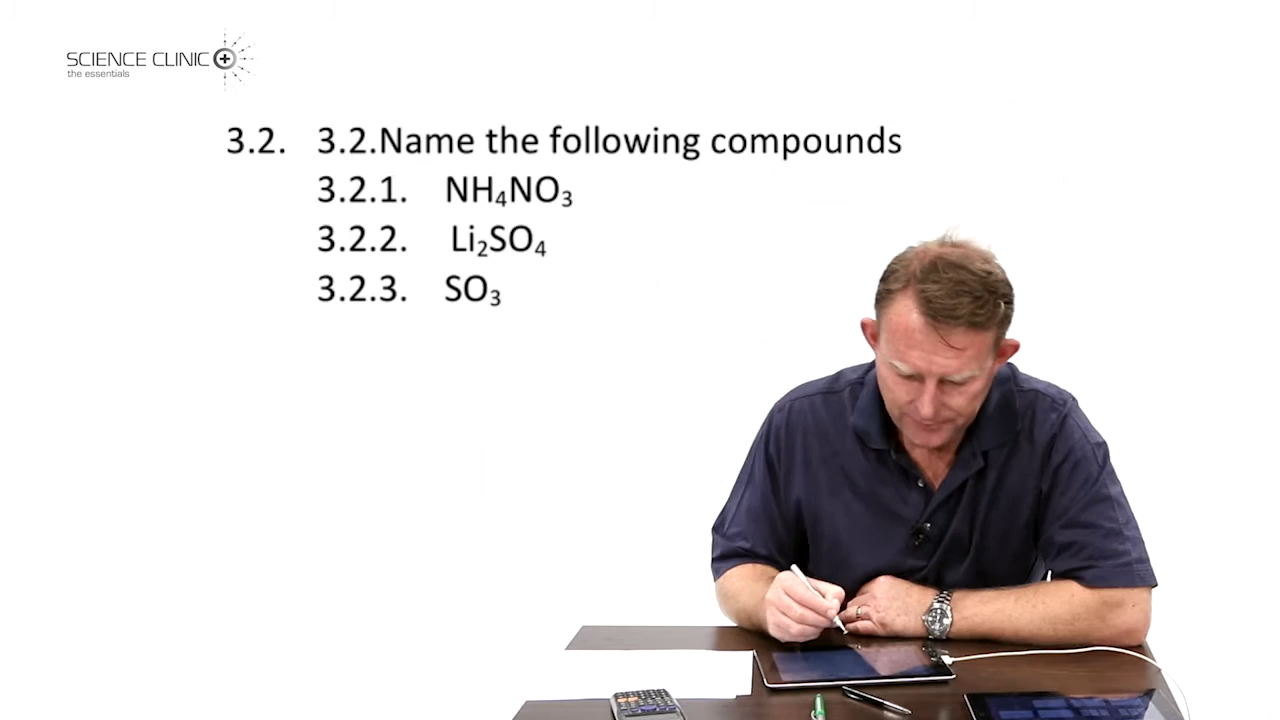 SCIENCE CLINIC
the essentials
3.2. 3.2.Name the following compounds
3.2.1. NH₄NO₃
3.2.2. Li₂SO₄
3.2.3. SO₃